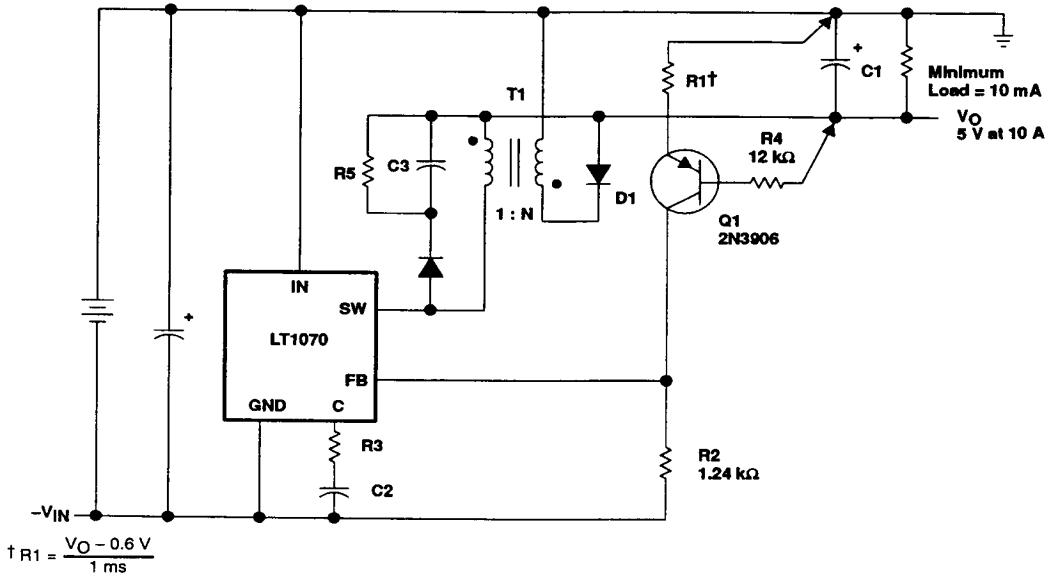 R1†
+
C1
Minimum
Load = 10 mA
T1
VO
5 V at 10 A
R4
12 kΩ
R5
C3
D1
1 : N
Q1
2N3906
IN
SW
+
LT1070
FB
GND
C
R3
R2
1.24 kΩ
C2
–VIN
† R1 = VO – 0.6 V
1 ms